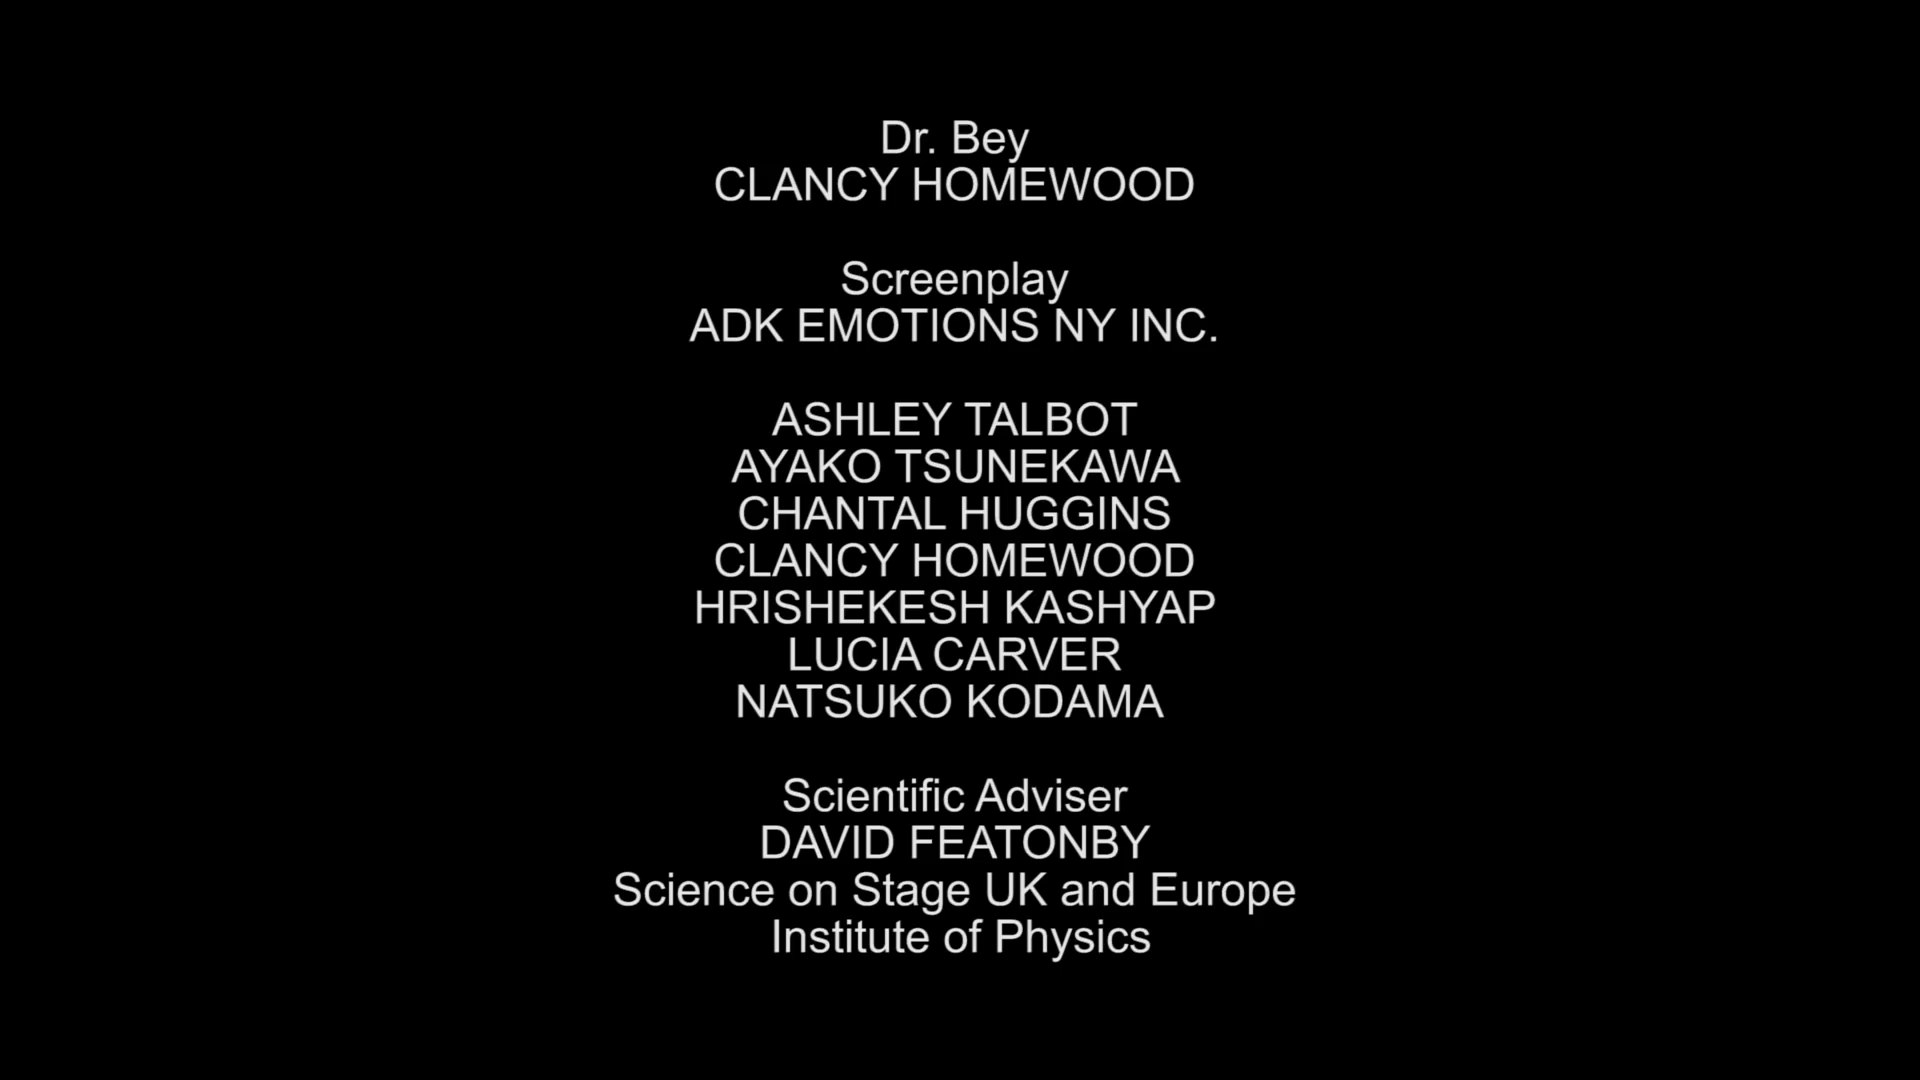 Dr. Bey
CLANCY HOMEWOOD
Screenplay
ADK EMOTIONS NY INC.
ASHLEY TALBOT
AYAKO TSUNEKAWA
CHANTAL HUGGINS
CLANCY HOMEWOOD
HRISHEKESH KASHYAP
LUCIA CARVER
NATSUKO KODAMA
Scientific Adviser
DAVID FEATONBY
Science on Stage UK and Europe
Institute of Physics